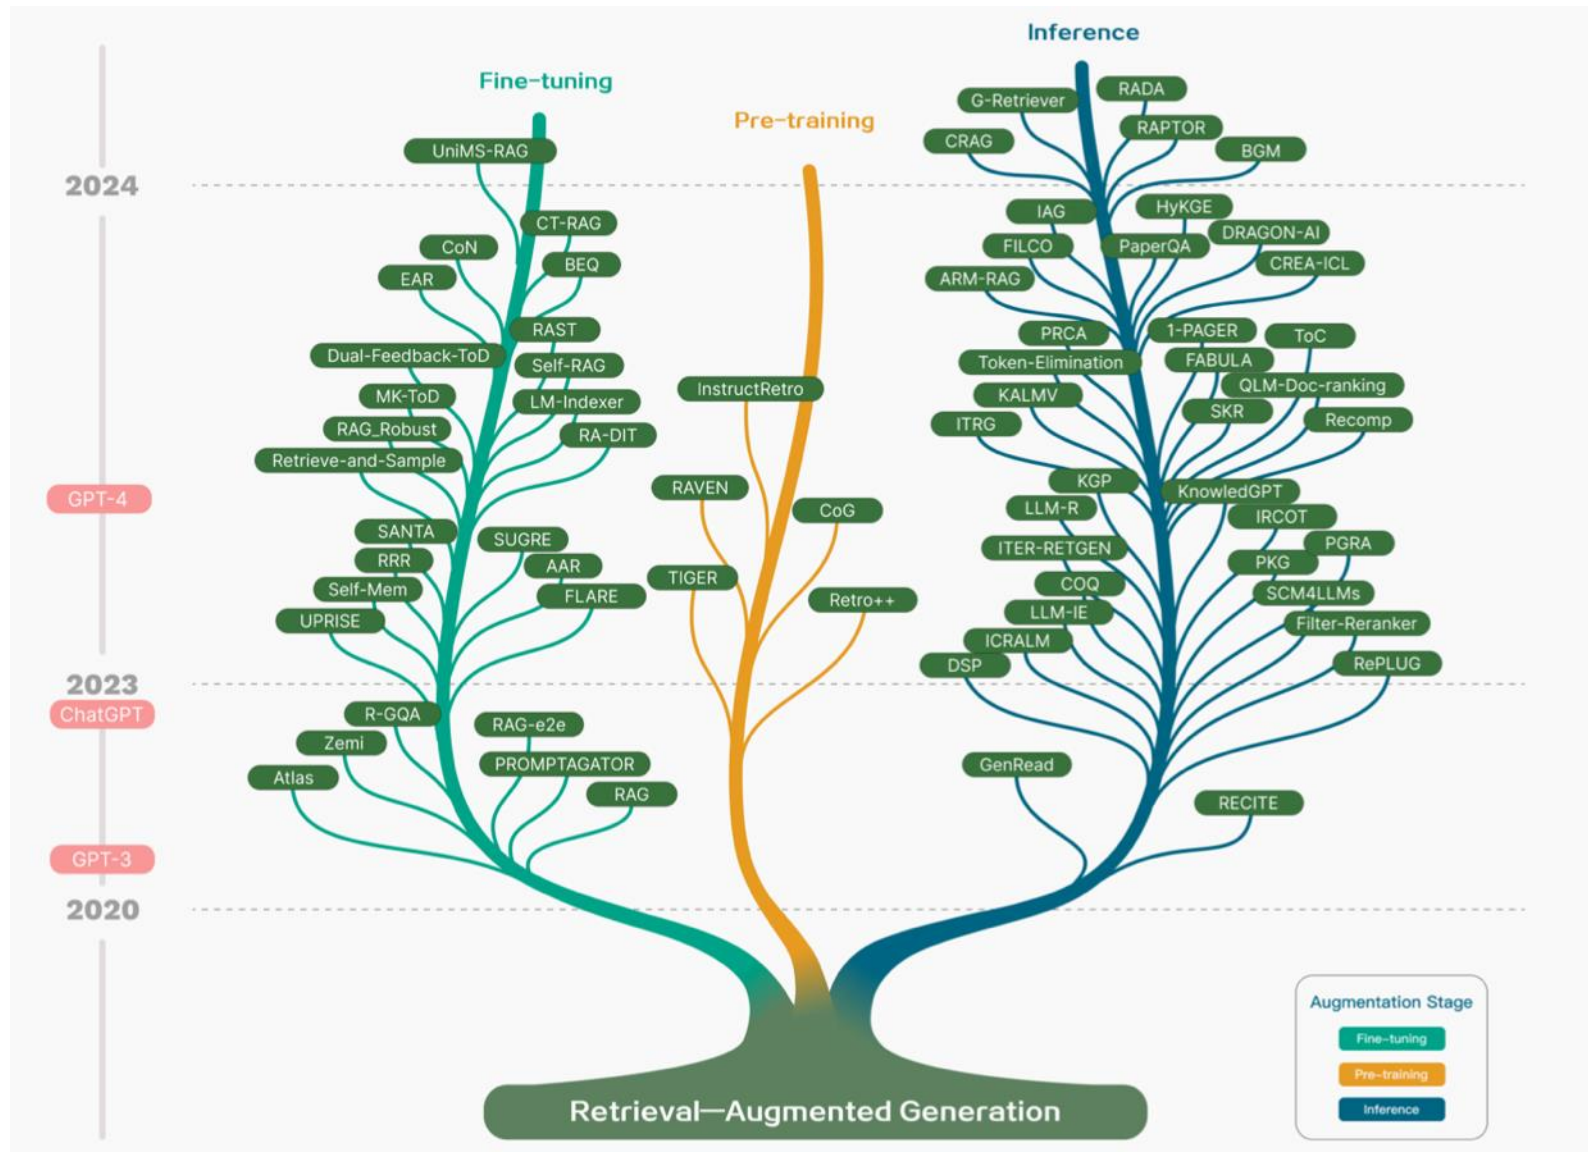 Inference
Fine-tuning
Pre-training
G-Retriever
RADA
CRAG
RAPTOR
BGM
UniMS-RAG
2024
IAG
HyKGE
CT-RAG
FILCO
PaperQA
DRAGON-AI
CoN
BEQ
EAR
ARM-RAG
CREA-ICL
RAST
PRCA
1-PAGER
ToC
Dual-Feedback-ToD
Self-RAG
Token-Elimination
FABULA
MK-ToD
LM-Indexer
InstructRetro
KALMV
QLM-Doc-ranking
RAG_Robust
RA-DIT
ITRG
SKR
Recomp
Retrieve-and-Sample
GPT-4
RAVEN
CoG
KGP
KnowledGPT
LLM-R
IRCOT
SANTA
SUGRE
ITER-RETGEN
PGRA
RRR
AAR
TIGER
PKG
Self-Mem
FLARE
Retro++
COQ
SCM4LLMs
UPRISE
LLM-IE
Filter-Reranker
ICRALM
DSP
RePLUG
2023
ChatGPT
R-GQA
RAG-e2e
Zemi
PROMPTAGATOR
GenRead
Atlas
RAG
RECITE
GPT-3
2020
Augmentation Stage
Fine-tuning
Pre-training
Inference
Retrieval—Augmented Generation